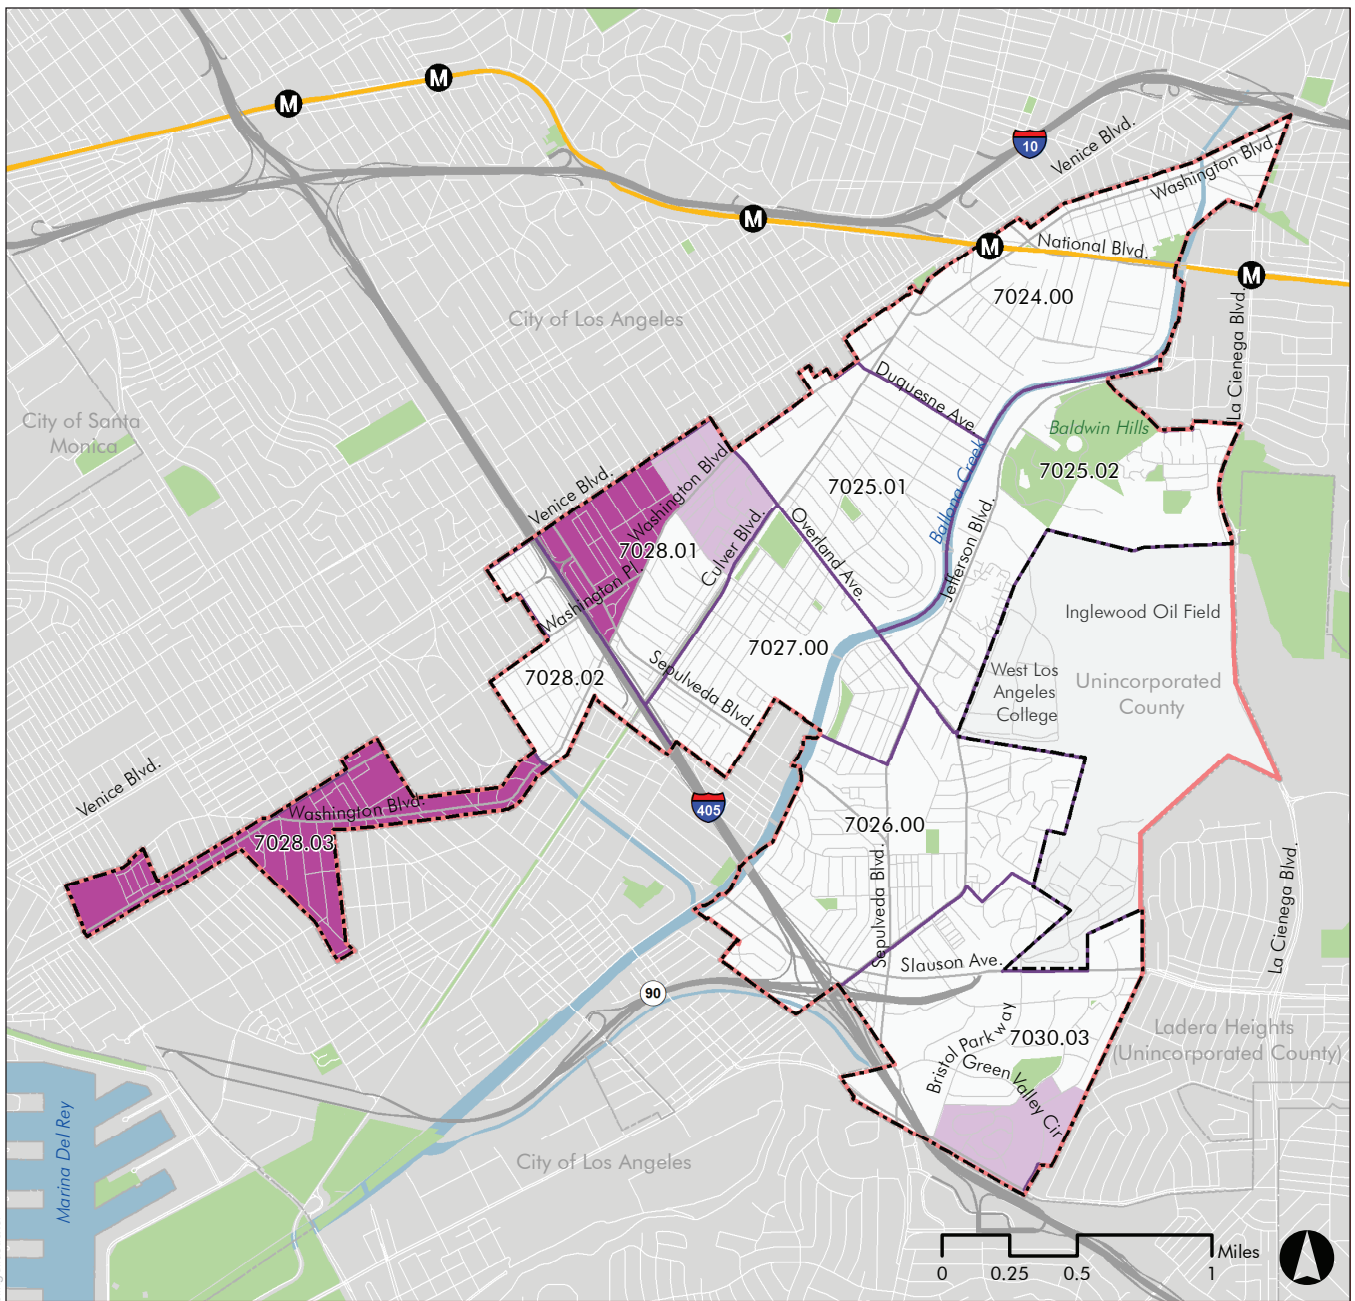 M
M
10
Venice Blvd.
Washington Blvd.
M
M
National Blvd.
M
7024.00
La Cienega Blvd.
City of Los Angeles
City of Santa
Monica
Duquesne Ave.
Baldwin Hills
7025.02
Venice Blvd.
Washington Blvd.
7025.01
Ballona Creek
Jefferson Blvd.
Overland Ave.
Culver Blvd.
7028.01
Washington Pl.
Inglewood Oil Field
7027.00
West Los
Angeles
College
Unincorporated
County
7028.02
Sepulveda Blvd.
Venice Blvd.
Washington Blvd.
7028.03
405
7026.00
Sepulveda Blvd.
La Cienega Blvd.
Slauson Ave.
90
Bristol Parkway
7030.03
Green Valley Cir
Ladera Heights
(Unincorporated County)
Marina Del Rey
City of Los Angeles
Miles
0 0.25 0.5 1